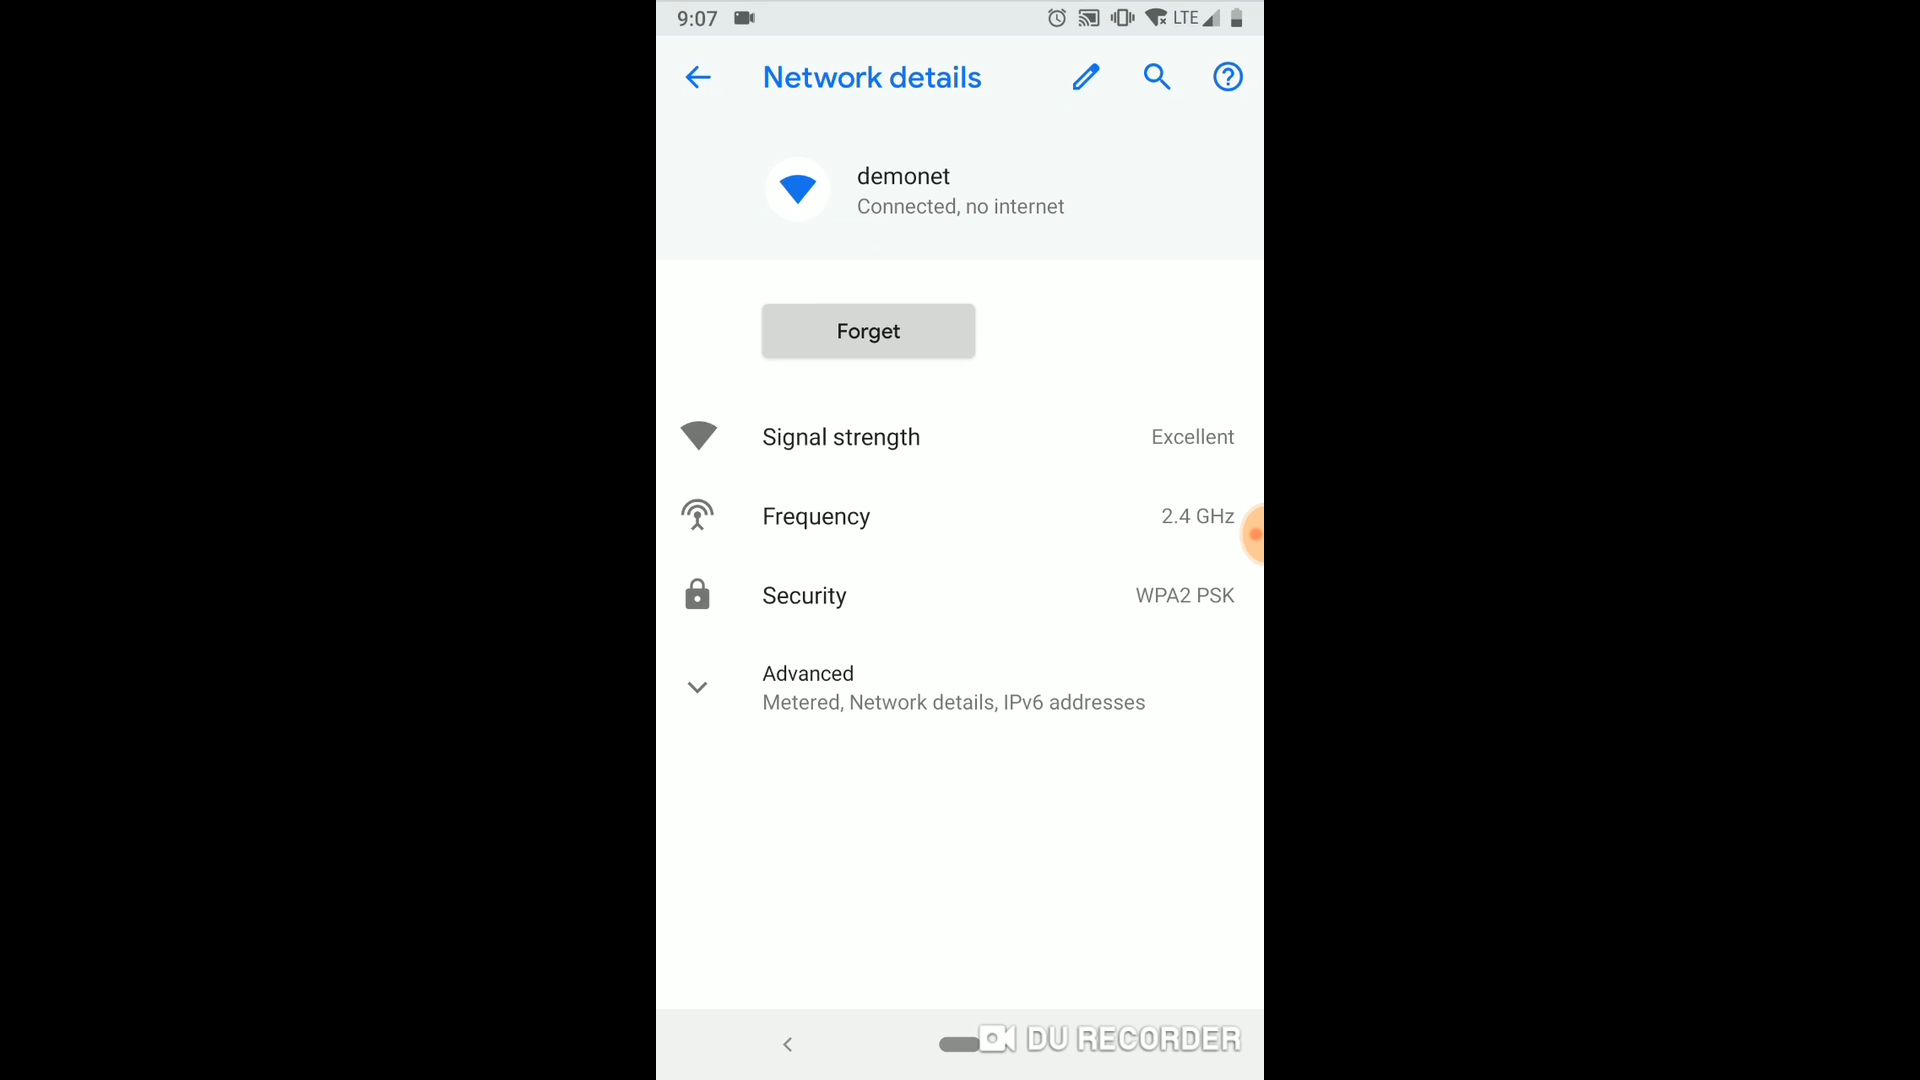 9:07 LTE
Network details
demonet
Connected, no internet
Forget
Signal strength Excellent
Frequency 2.4 GHz
Security WPA2 PSK
Advanced
Metered, Network details, IPv6 addresses
DU RECORDER